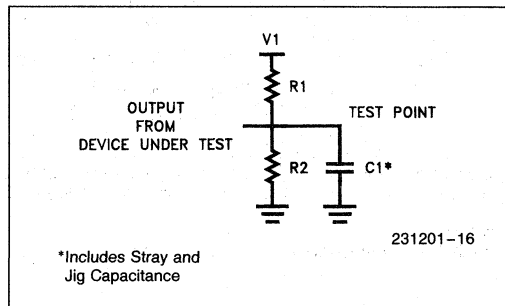 V1
R1
OUTPUT
FROM
DEVICE UNDER TEST
TEST POINT
R2
C1*
231201-16
*Includes Stray and
Jig Capacitance